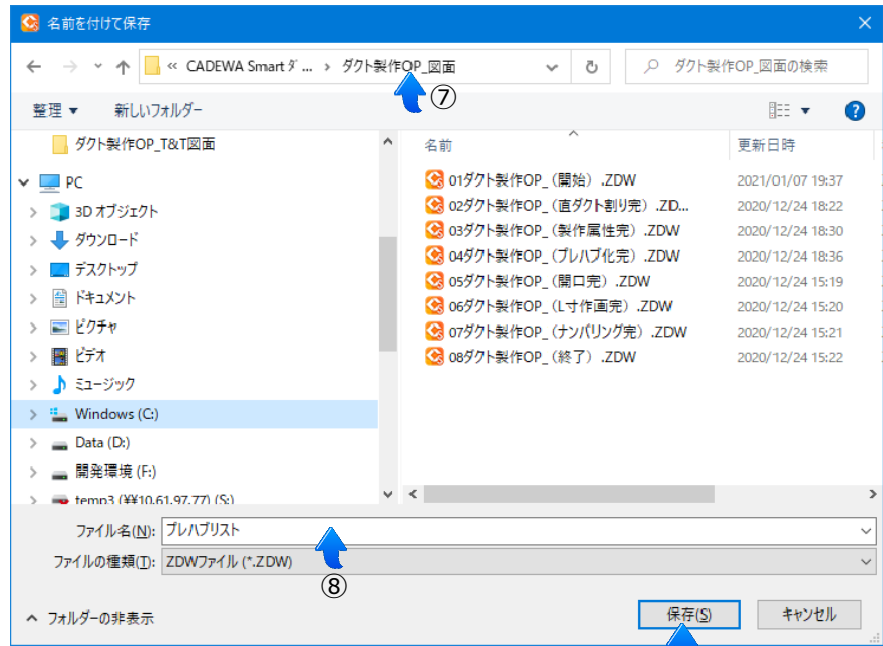 名前を付けて保存
« CADEWA Smartダ ... › ダクト製作OP_図面
ダクト製作OP_図面の検索
⑦
整理 ▼ 新しいフォルダー
ダクト製作OP_T&T図面
PC
3D オブジェクト
ダウンロード
デスクトップ
ドキュメント
ピクチャ
ビデオ
ミュージック
Windows (C:)
Data (D:)
開発環境 (F:)
temp3 (¥¥10.61.97.77) (S:)
名前 更新日時
01ダクト製作OP_（開始）.ZDW 2021/01/07 19:37
02ダクト製作OP_（直ダクト割り完）.ZD... 2020/12/24 18:22
03ダクト製作OP_（製作属性完）.ZDW 2020/12/24 18:30
04ダクト製作OP_（プレハブ化完）.ZDW 2020/12/24 18:36
05ダクト製作OP_（開口完）.ZDW 2020/12/24 15:19
06ダクト製作OP_（L寸作画完）.ZDW 2020/12/24 15:20
07ダクト製作OP_（ナンバリング完）.ZDW 2020/12/24 15:21
08ダクト製作OP_（終了）.ZDW 2020/12/24 15:22
ファイル名(N): プレハブリスト
ファイルの種類(T): ZDWファイル (*.ZDW)
⑧
フォルダーの非表示
保存(S) キャンセル